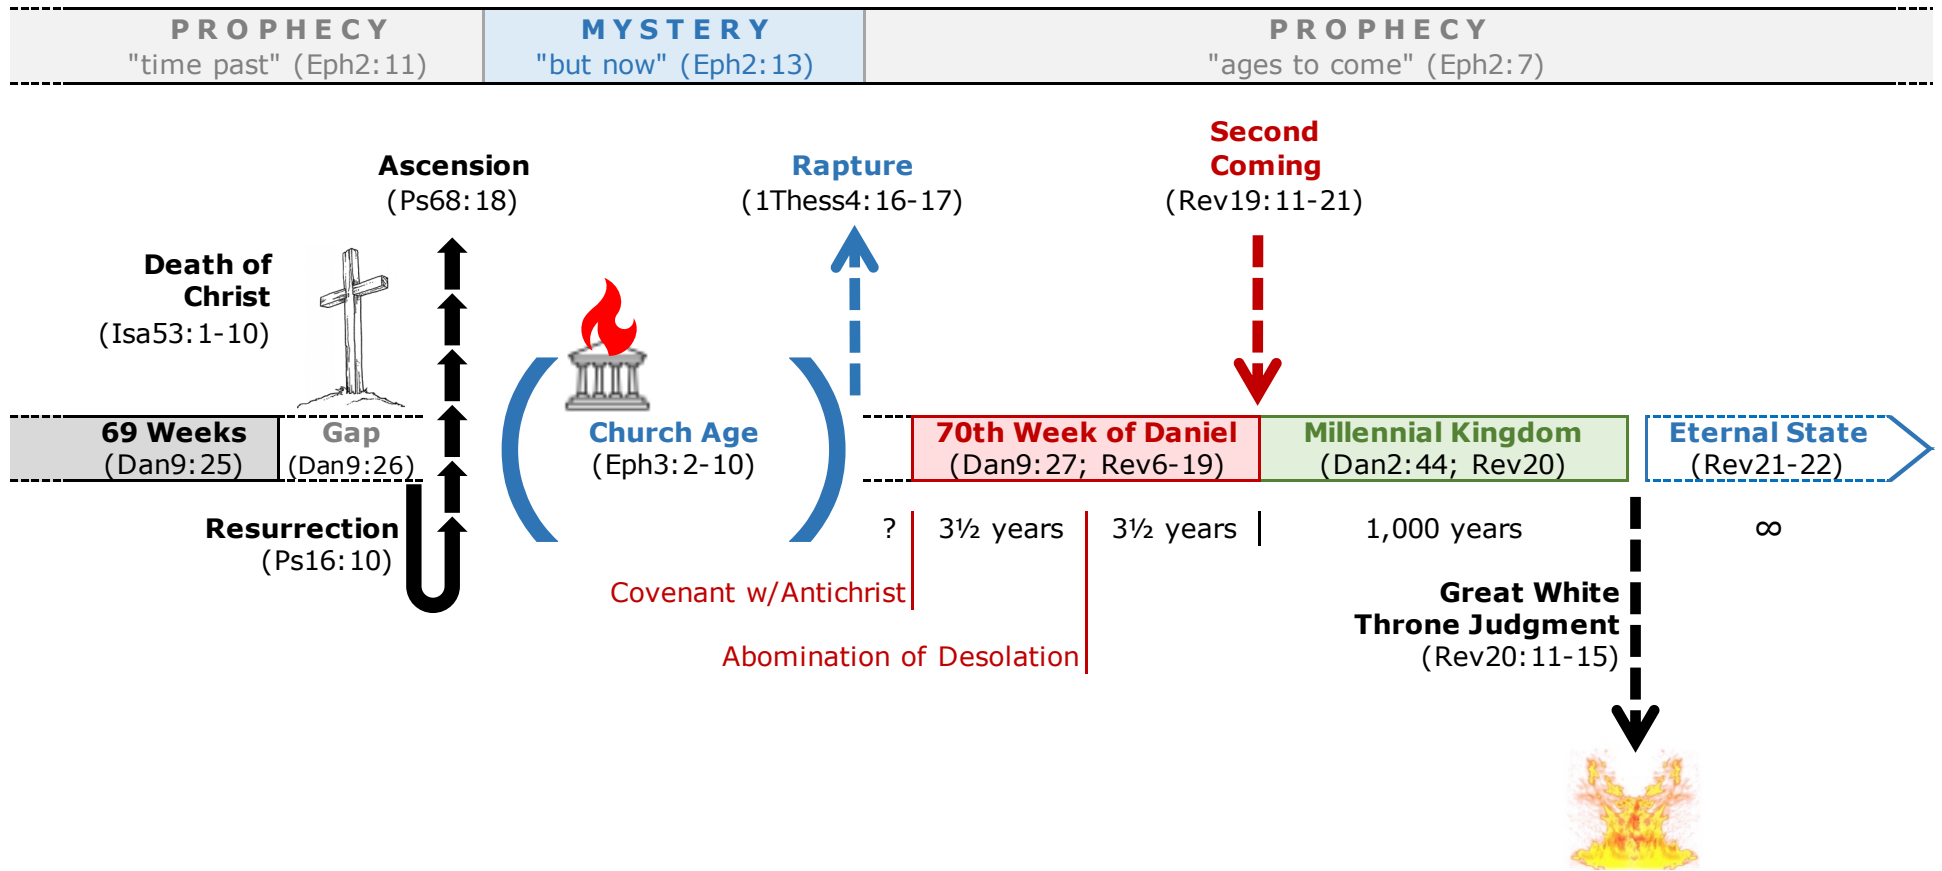 PROPHECY
"time past" (Eph2:11)
MYSTERY
"but now" (Eph2:13)
PROPHECY
"ages to come" (Eph2:7)
Ascension
(Ps68:18)
Rapture
(1Thess4:16-17)
Second
Coming
(Rev19:11-21)
Death of
Christ
(Isa53:1-10)
69 Weeks
(Dan9:25)
Gap
(Dan9:26)
Church Age
(Eph3:2-10)
70th Week of Daniel
(Dan9:27; Rev6-19)
Millennial Kingdom
(Dan2:44; Rev20)
Eternal State
(Rev21-22)
Resurrection
(Ps16:10)
?
3½ years
3½ years
1,000 years
∞
Covenant w/Antichrist
Abomination of Desolation
Great White
Throne Judgment
(Rev20:11-15)